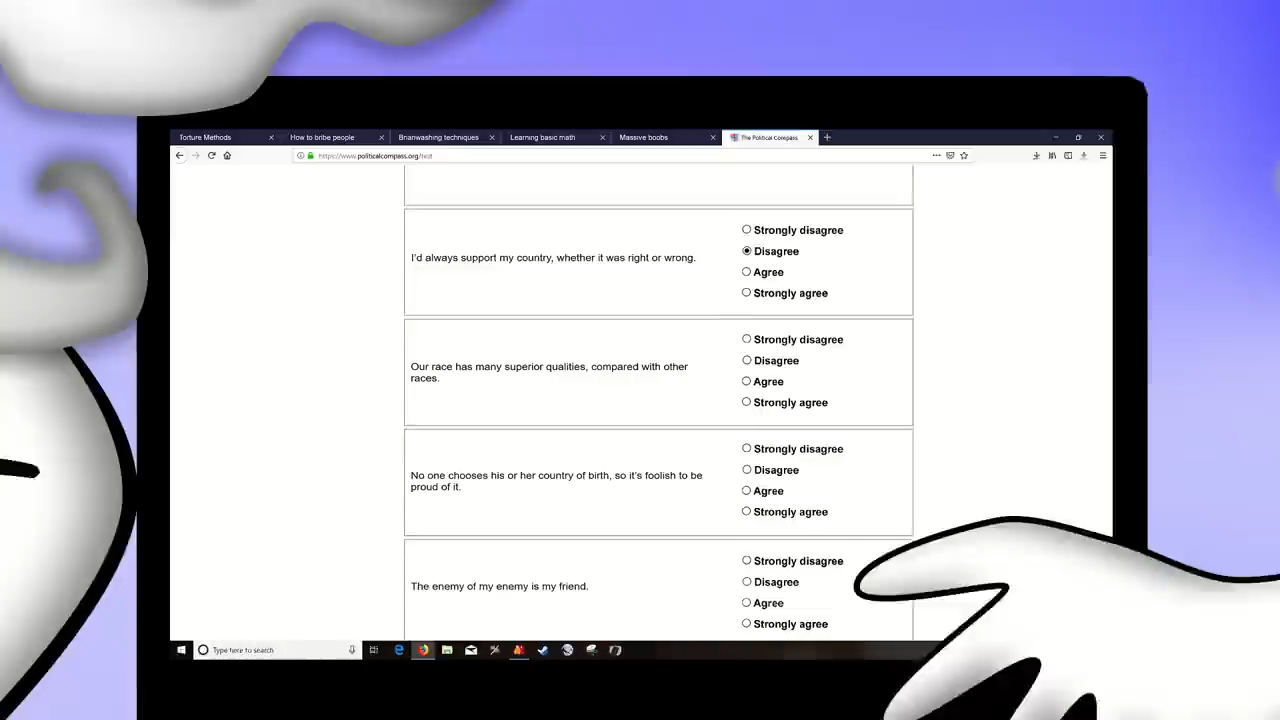 Torture Methods
How to bribe people
Brianwashing techniques
Learning basic math
Massive boobs
The Political Compass
https://www.politicalcompass.org/test
I'd always support my country, whether it was right or wrong.
Strongly disagree
Disagree
Agree
Strongly agree
Our race has many superior qualities, compared with other
races.
Strongly disagree
Disagree
Agree
Strongly agree
No one chooses his or her country of birth, so it's foolish to be
proud of it.
Strongly disagree
Disagree
Agree
Strongly agree
The enemy of my enemy is my friend.
Strongly disagree
Disagree
Agree
Strongly agree
Type here to search